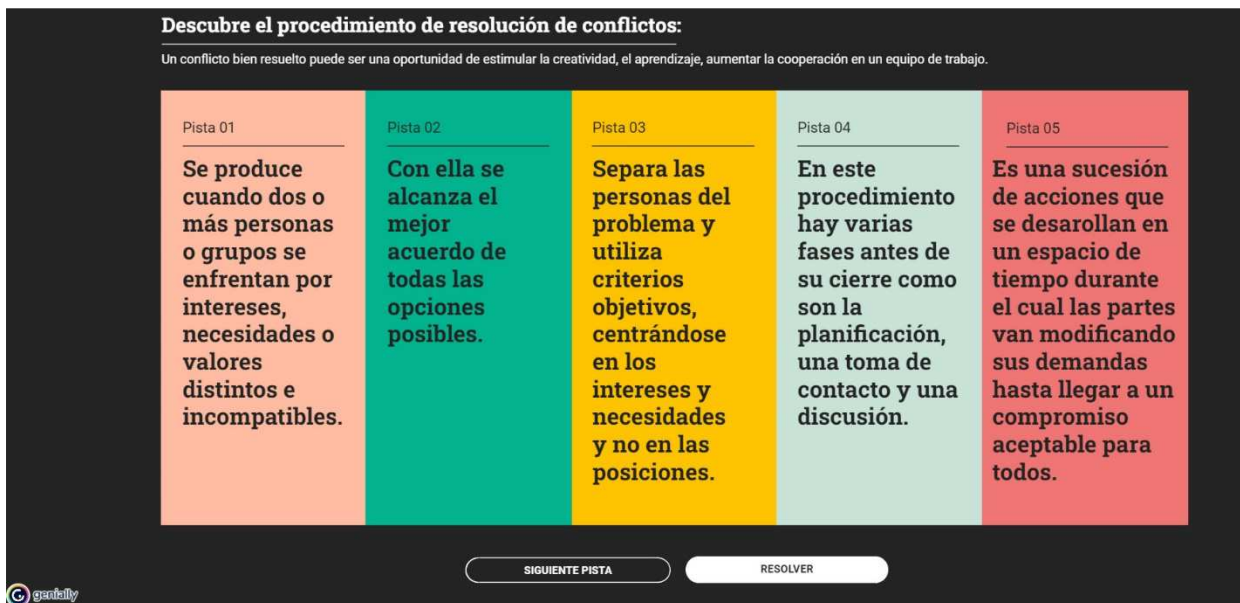 Descubre el procedimiento de resolución de conflictos:
Un conflicto bien resuelto puede ser una oportunidad de estimular la creatividad, el aprendizaje, aumentar la cooperación en un equipo de trabajo.
Pista 01
Se produce
cuando dos o
más personas
o grupos se
enfrentan por
intereses,
necesidades o
valores
distintos e
incompatibles.
Pista 02
Con ella se
alcanza el
mejor
acuerdo de
todas las
opciones
posibles.
Pista 03
Separa las
personas del
problema y
utiliza
criterios
objetivos,
centrándose
en los
intereses y
necesidades
y no en las
posiciones.
Pista 04
En este
procedimiento
hay varias
fases antes de
su cierre como
son la
planificación,
una toma de
contacto y una
discusión.
Pista 05
Es una sucesión
de acciones que
se desarollan en
un espacio de
tiempo durante
el cual las partes
van modificando
sus demandas
hasta llegar a un
compromiso
aceptable para
todos.
SIGUIENTE PISTA
RESOLVER
genially